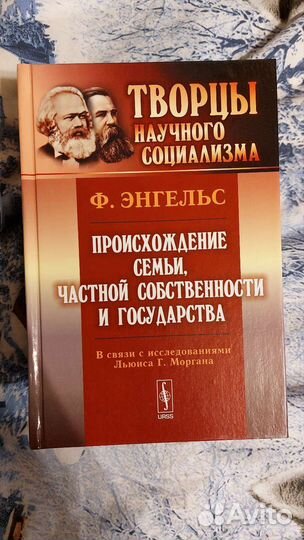 ТВОРЦЫ
НАУЧНОГО
СОЦИАЛИЗМА
Ф. ЭНГЕЛЬС
ПРОИСХОЖДЕНИЕ
СЕМЬИ,
ЧАСТНОЙ СОБСТВЕННОСТИ
И ГОСУДАРСТВА
В связи с исследованиями
Льюиса Г. Моргана
URSS
Avito